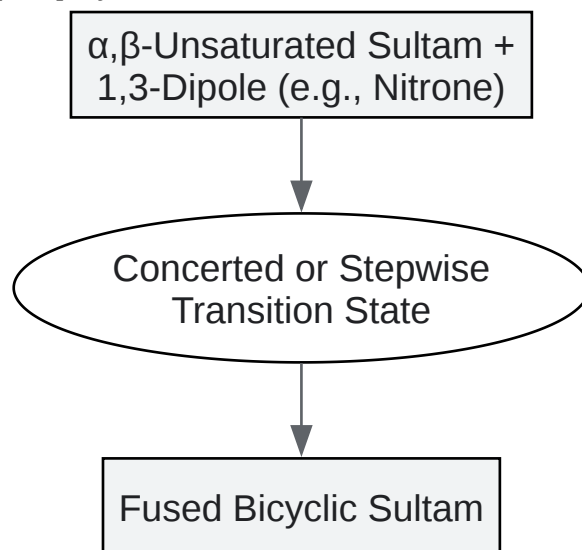 α,β-Unsaturated Sultam +
1,3-Dipole (e.g., Nitrone)
Concerted or Stepwise
Transition State
Fused Bicyclic Sultam